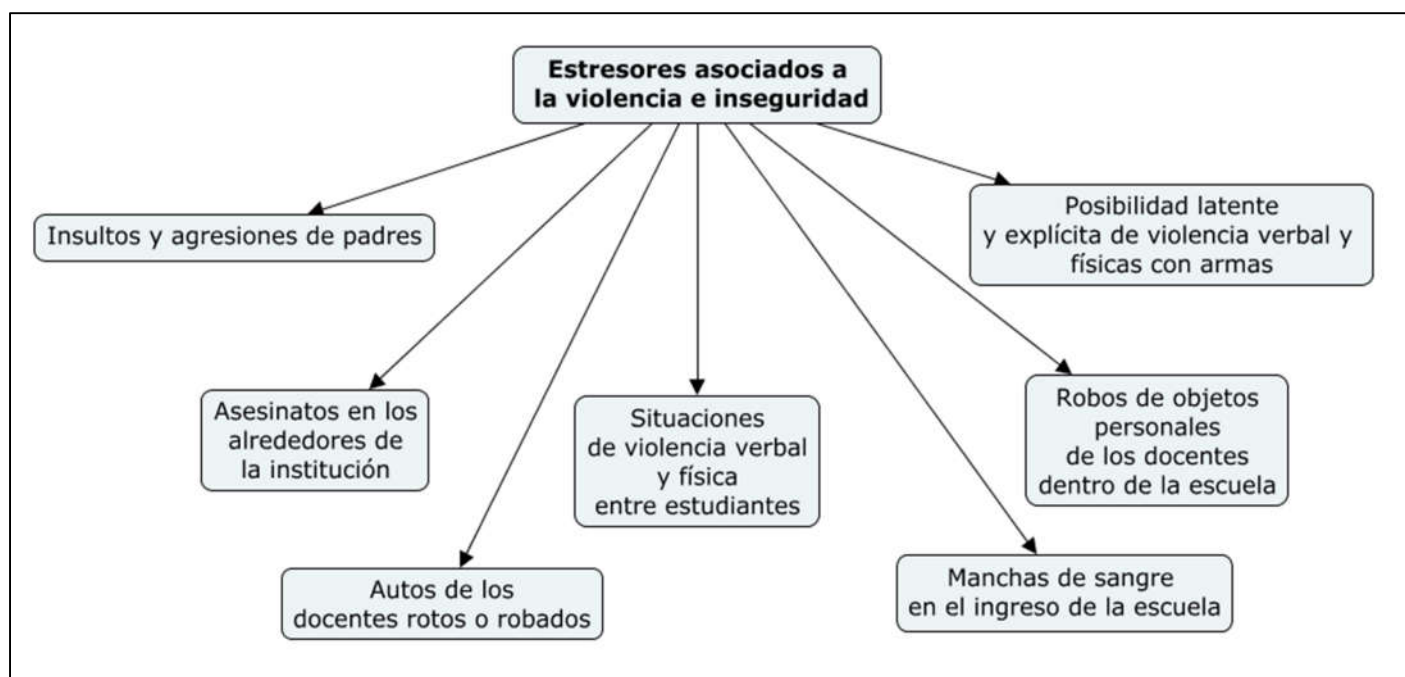 Estresores asociados a
la violencia e inseguridad
Insultos y agresiones de padres
Posibilidad latente
y explícita de violencia verbal y
físicas con armas
Asesinatos en los
alrededores de
la institución
Situaciones
de violencia verbal
y física
entre estudiantes
Robos de objetos
personales
de los docentes
dentro de la escuela
Autos de los
docentes rotos o robados
Manchas de sangre
en el ingreso de la escuela